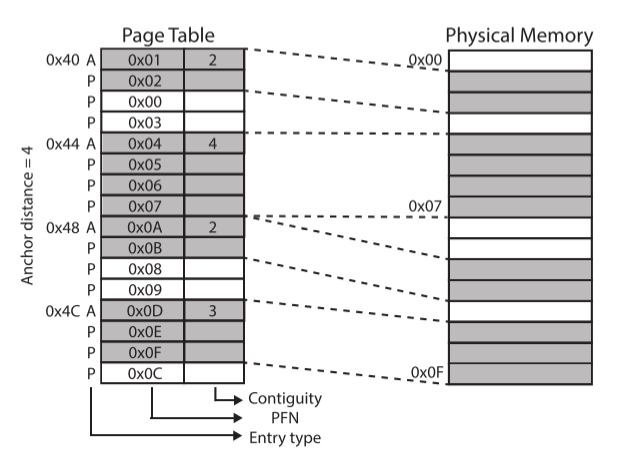 Page Table
Physical Memory
0x40 A 0x01 2
0x00
P 0x02
P 0x00
P 0x03
0x44 A 0x04 4
P 0x05
P 0x06
P 0x07
0x07
0x48 A 0x0A 2
P 0x0B
P 0x08
P 0x09
0x4C A 0x0D 3
P 0x0E
P 0x0F
P 0x0C
0x0F
Anchor distance = 4
Contiguity
PFN
Entry type